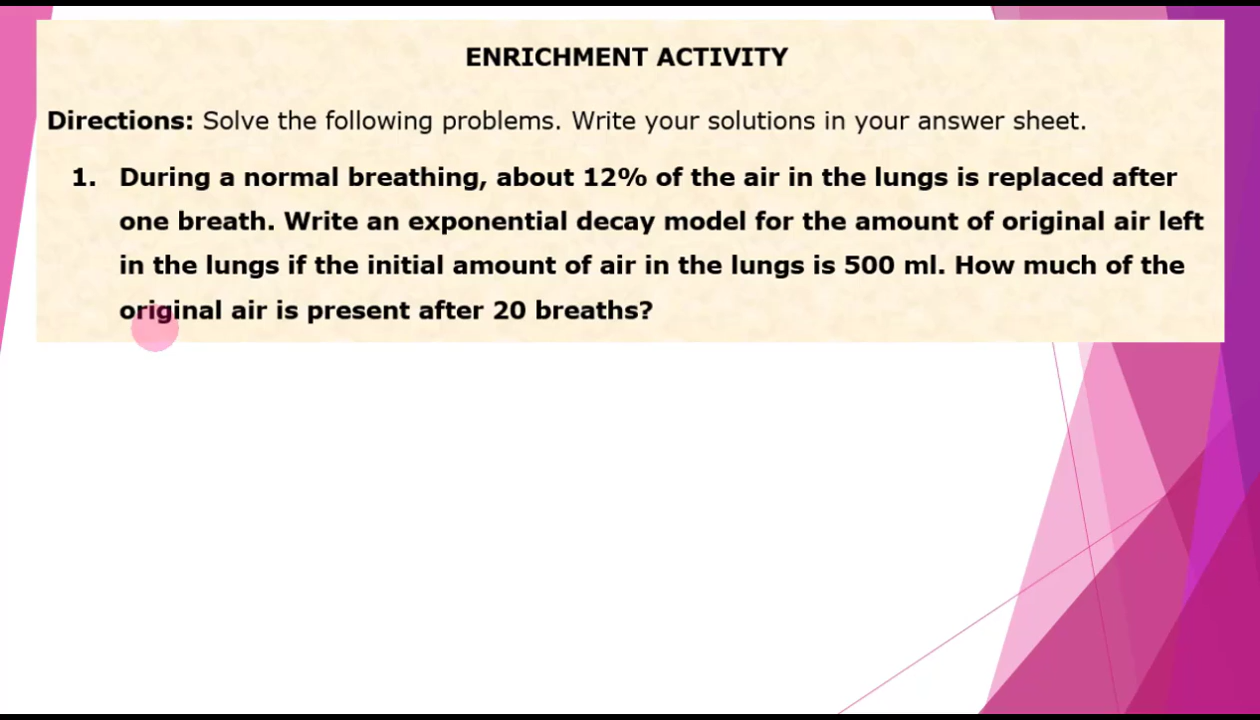 ENRICHMENT ACTIVITY
Directions: Solve the following problems. Write your solutions in your answer sheet.
1. During a normal breathing, about 12% of the air in the lungs is replaced after
one breath. Write an exponential decay model for the amount of original air left
in the lungs if the initial amount of air in the lungs is 500 ml. How much of the
original air is present after 20 breaths?